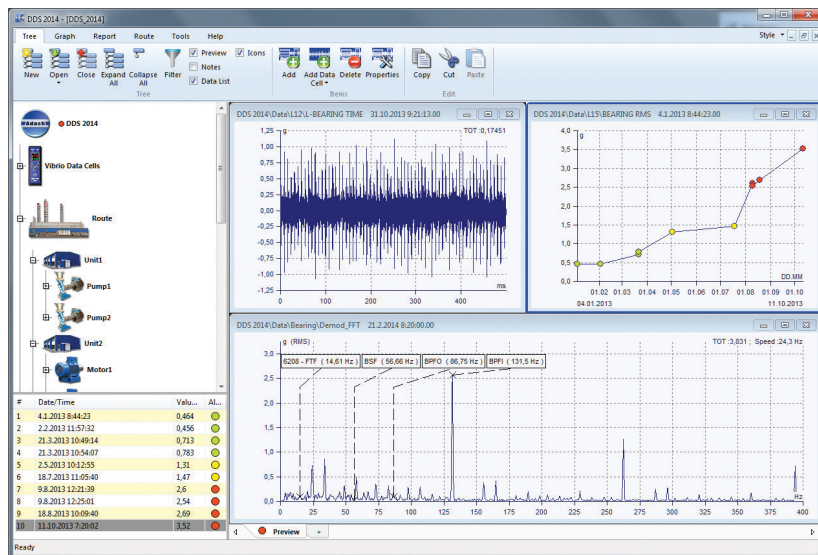 DDS 2014 - [DDS_2014]
Tree Graph Report Route Tools Help Style
New Open Close Expand All Collapse All Filter
Preview Icons
Notes
Data List
Add Add Data Cell Delete Properties Copy Cut Paste
Tree Items Edit
Adash DDS 2014
Vibrio Data Cells
Route
Unit1
Pump1
Pump2
Unit2
Motor1
# Date/Time Valu... Al...
1 4.1.2013 8:44:23 0,464
2 2.2.2013 11:57:32 0,456
3 21.3.2013 10:49:14 0,713
4 21.3.2013 10:54:07 0,783
5 2.5.2013 10:12:55 1,31
6 18.7.2013 11:05:40 1,47
7 9.8.2013 12:21:39 2,6
8 9.8.2013 12:25:01 2,54
9 18.8.2013 10:09:40 2,69
10 11.10.2013 7:20:02 3,52
DDS 2014\Data\L12\L-BEARING TIME 31.10.2013 9:21:13.00
g TOT :0,17451
1,25
1,00
0,75
0,50
0,25
0,00
-0,25
-0,50
-0,75
-1,00
-1,25
ms
0 100 200 300 400
DDS 2014\Data\L15\BEARING RMS 4.1.2013 8:44:23.00
g
4,0
3,5
3,0
2,5
2,0
1,5
1,0
0,5
0,0
DD.MM
01.02 01.03 01.04 01.05 01.06 01.07 01.08 01.09 01.10
04.01.2013 11.10.2013
DDS 2014\Data\Bearing\Demod_FFT 21.2.2014 8:20:00.00
g (RMS) TOT :3,831 ; Speed :24,3 Hz
6208 - FTF ( 14,61 Hz ) BSF ( 56,66 Hz ) BPFO ( 86,75 Hz ) BPFI ( 131,5 Hz )
3,0
2,5
2,0
1,5
1,0
0,5
0,0
Hz
0 25 50 75 100 125 150 175 200 225 250 275 300 325 350 375 400
Preview +
Ready